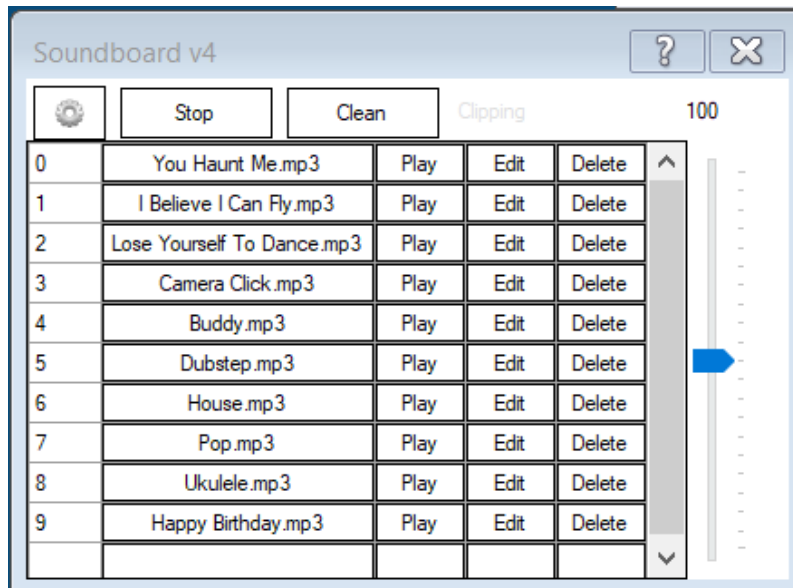 Soundboard v4 ?
Stop Clean Clipping 100
0 You Haunt Me.mp3 Play Edit Delete
1 I Believe I Can Fly.mp3 Play Edit Delete
2 Lose Yourself To Dance.mp3 Play Edit Delete
3 Camera Click.mp3 Play Edit Delete
4 Buddy.mp3 Play Edit Delete
5 Dubstep.mp3 Play Edit Delete
6 House.mp3 Play Edit Delete
7 Pop.mp3 Play Edit Delete
8 Ukulele.mp3 Play Edit Delete
9 Happy Birthday.mp3 Play Edit Delete